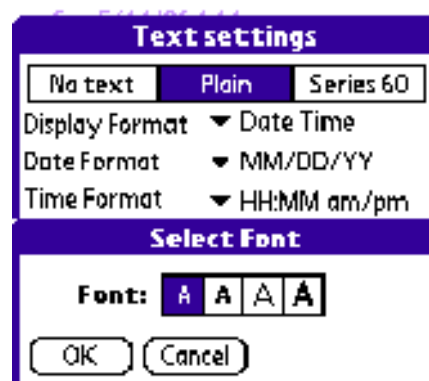 Text settings
No text Plain Series 60
Display Format Date Time
Date Format MM/DD/YY
Time Format HH:MM am/pm
Select Font
Font: A A A A
OK Cancel